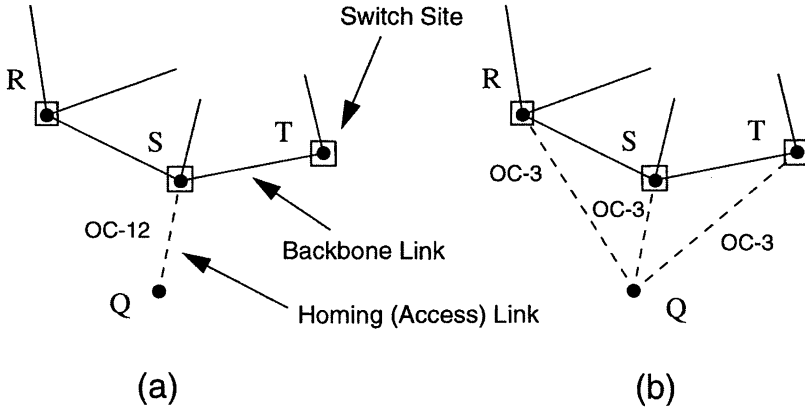 Switch Site
R
S
T
OC-12
Backbone Link
Q
Homing (Access) Link
(a)
R
S
T
OC-3
OC-3
OC-3
Q
(b)